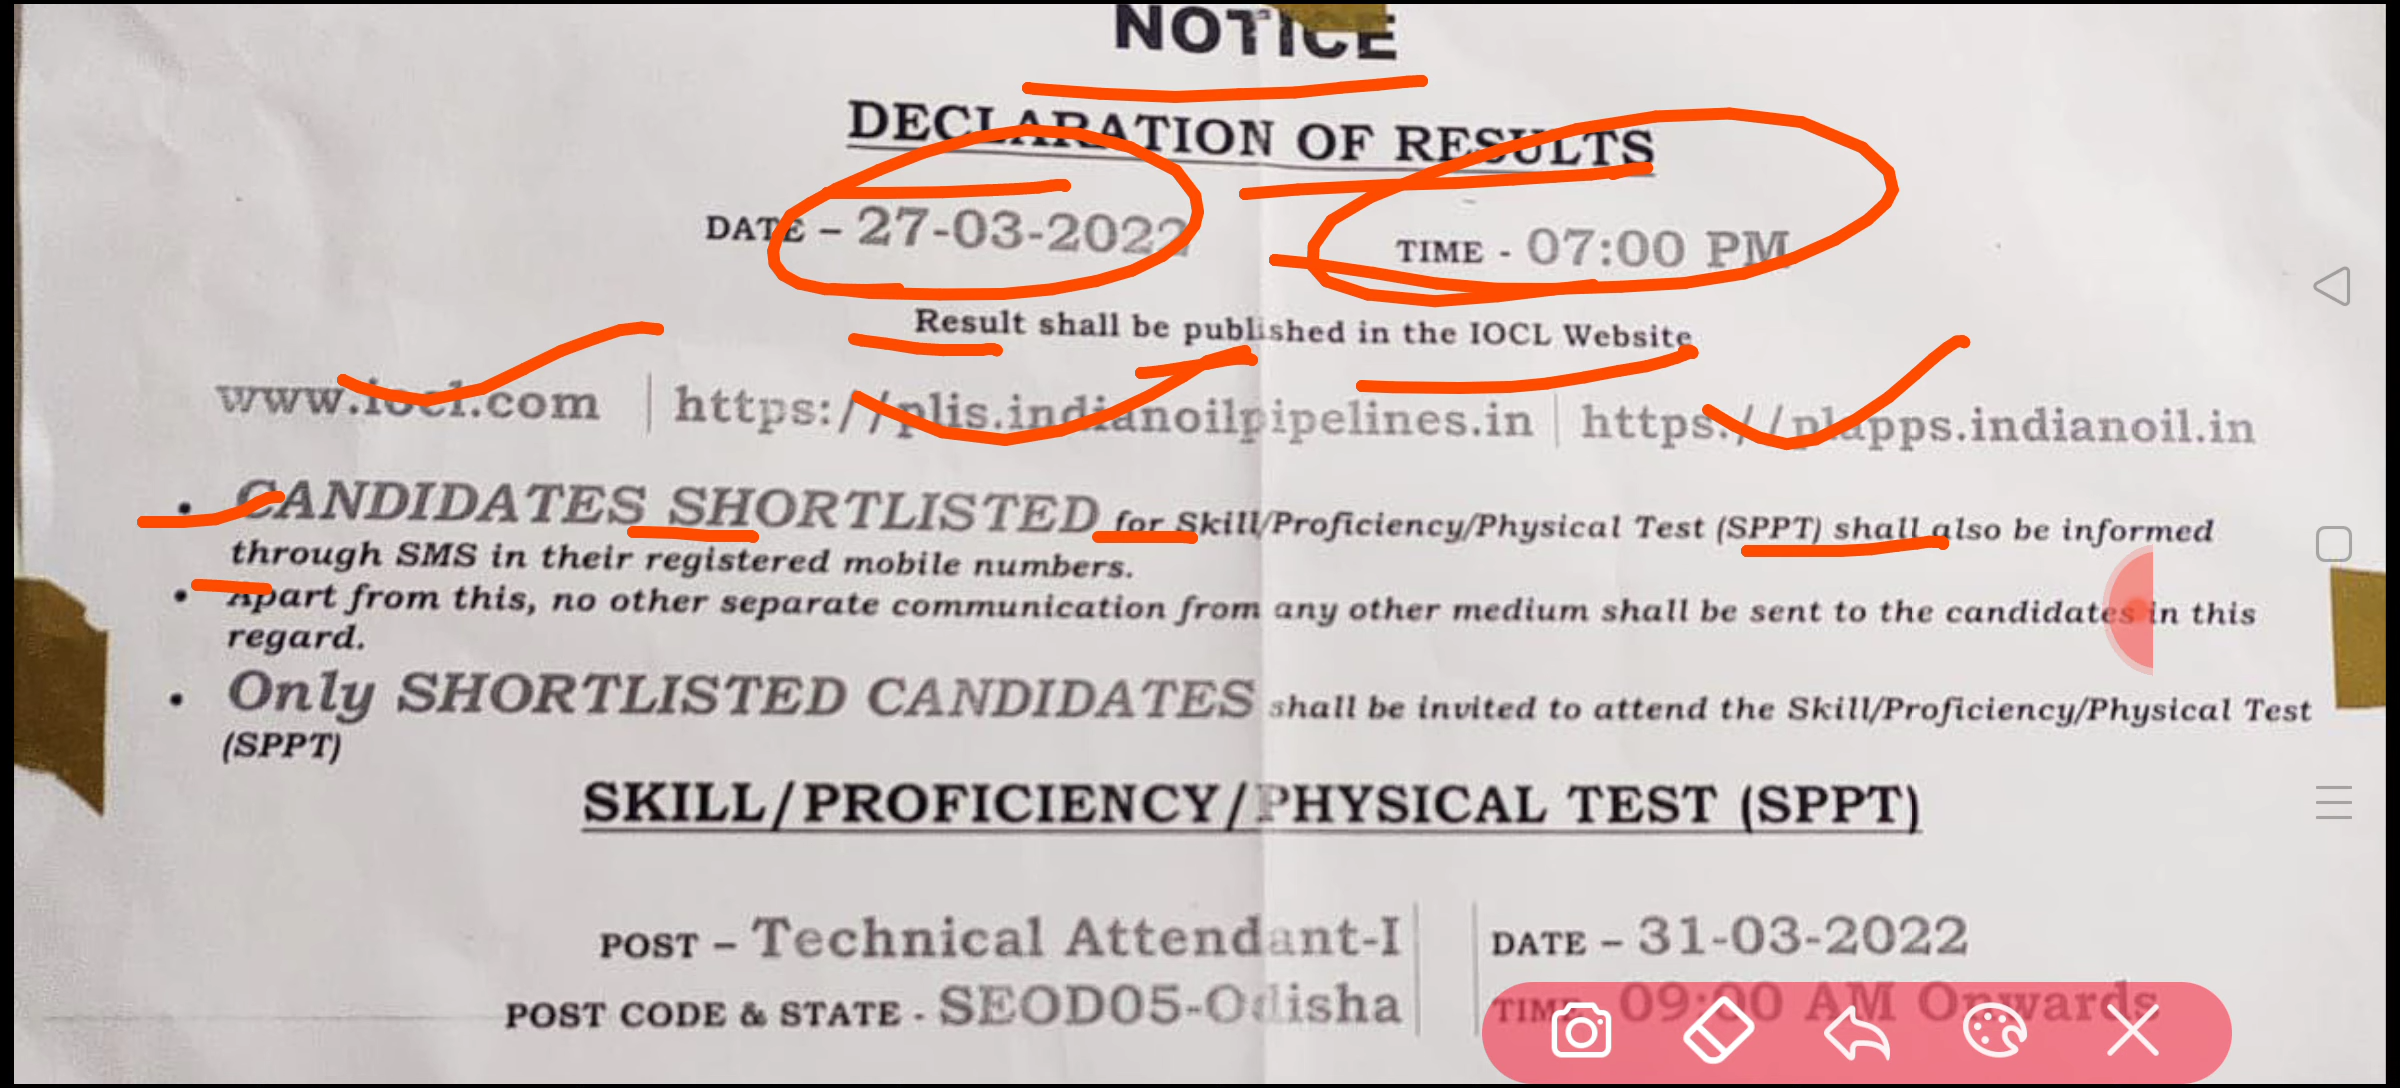 NOTICE
DECLARATION OF RESULTS
DATE – 27-03-2022 TIME - 07:00 PM
Result shall be published in the IOCL Website
www.iocl.com | https://plis.indianoilpipelines.in | https://plapps.indianoil.in
• CANDIDATES SHORTLISTED for Skill/Proficiency/Physical Test (SPPT) shall also be informed
through SMS in their registered mobile numbers.
• Apart from this, no other separate communication from any other medium shall be sent to the candidates in this
regard.
• Only SHORTLISTED CANDIDATES shall be invited to attend the Skill/Proficiency/Physical Test
(SPPT)
SKILL/PROFICIENCY/PHYSICAL TEST (SPPT)
POST – Technical Attendant-I DATE – 31-03-2022
POST CODE & STATE - SEOD05-Odisha TIME- 09:00 AM Onwards